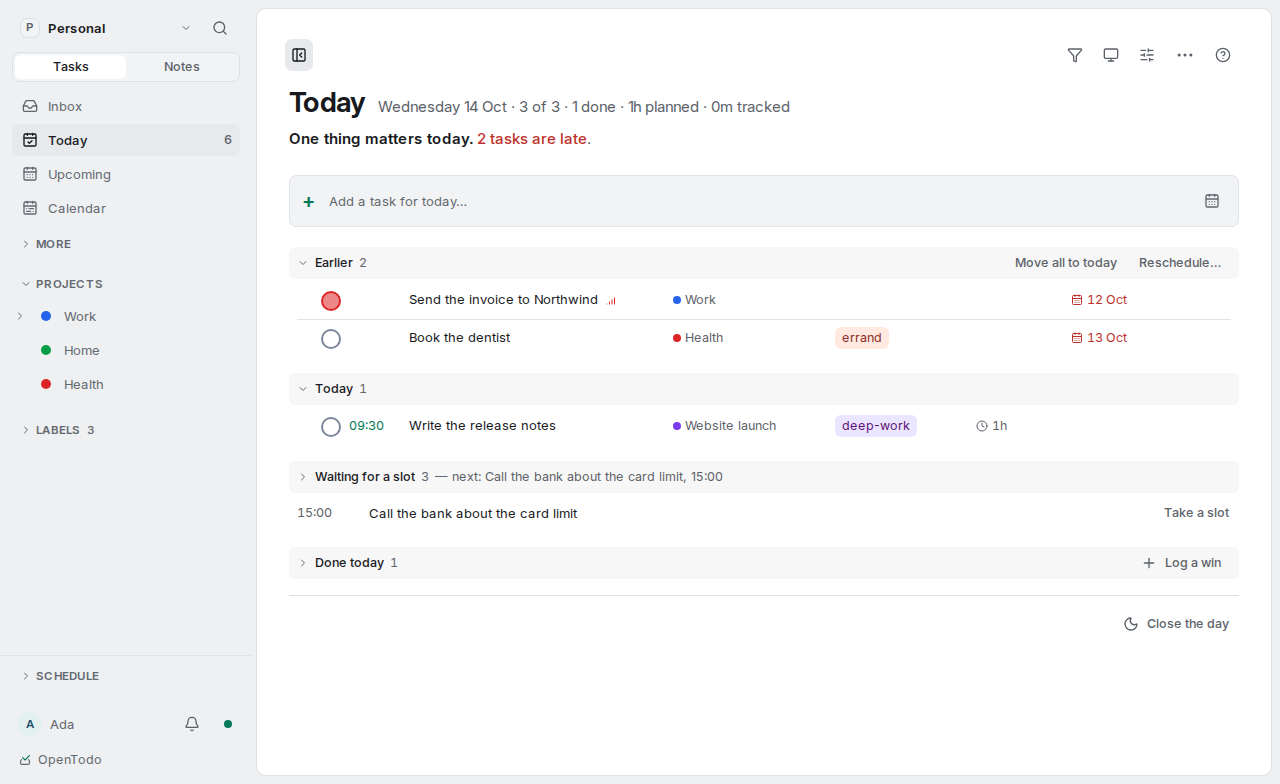 P Personal
Tasks Notes
Inbox
Today 6
Upcoming
Calendar
MORE
PROJECTS
Work
Home
Health
LABELS 3
SCHEDULE
A Ada
OpenTodo
Today Wednesday 14 Oct · 3 of 3 · 1 done · 1h planned · 0m tracked
One thing matters today. 2 tasks are late.
+ Add a task for today...
Earlier 2 Move all to today Reschedule...
Send the invoice to Northwind Work 12 Oct
Book the dentist Health errand 13 Oct
Today 1
09:30 Write the release notes Website launch deep-work 1h
Waiting for a slot 3 — next: Call the bank about the card limit, 15:00
15:00 Call the bank about the card limit Take a slot
Done today 1 + Log a win
Close the day